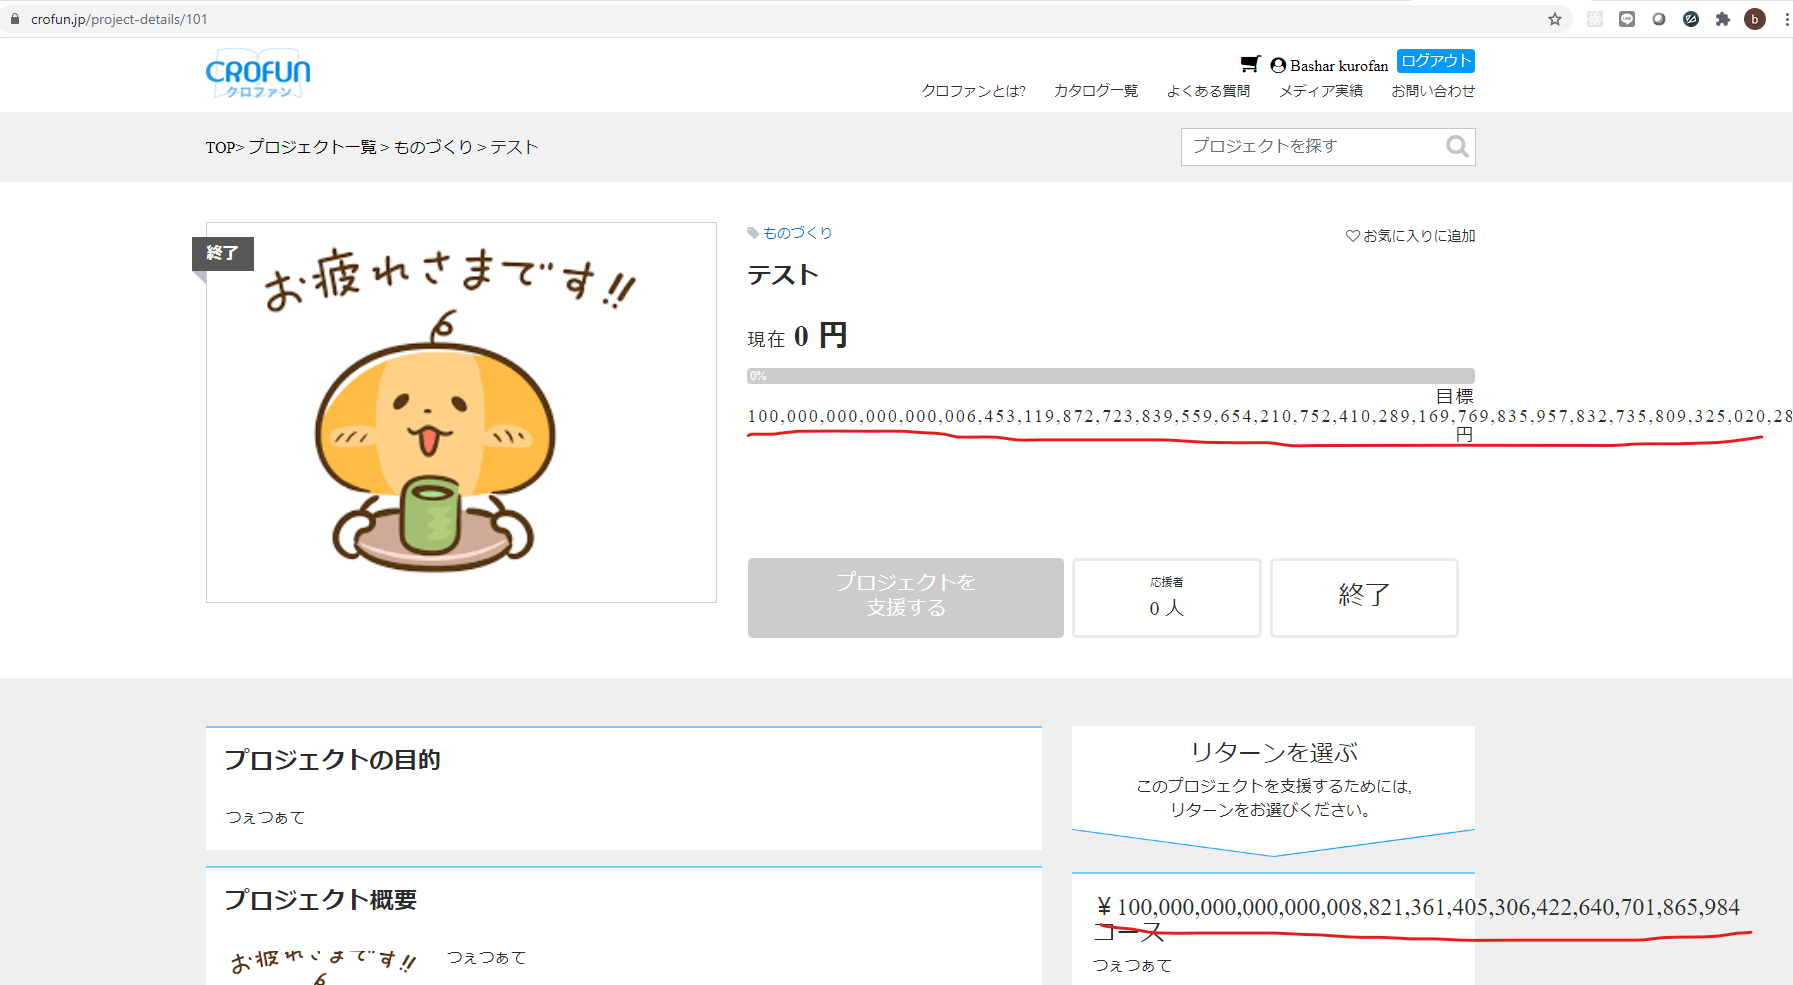 crofun.jp/project-details/101
b
CROFUN
クロファン
Bashar kurofan
ログアウト
クロファンとは?
カタログ一覧
よくある質問
メディア実績
お問い合わせ
TOP> プロジェクト一覧 > ものづくり > テスト
プロジェクトを探す
終了
お疲れさまです!!
ものづくり
お気に入りに追加
テスト
現在 0 円
0%
目標
100,000,000,000,000,006,453,119,872,723,839,559,654,210,752,410,289,169,769,835,957,832,735,809,325,020,28
円
プロジェクトを
支援する
応援者
0 人
終了
プロジェクトの目的
つぇつぁて
リターンを選ぶ
このプロジェクトを支援するためには,
リターンをお選びください。
プロジェクト概要
お疲れさまです!!
つぇつぁて
¥100,000,000,000,000,008,821,361,405,306,422,640,701,865,984
コース
つぇつぁて